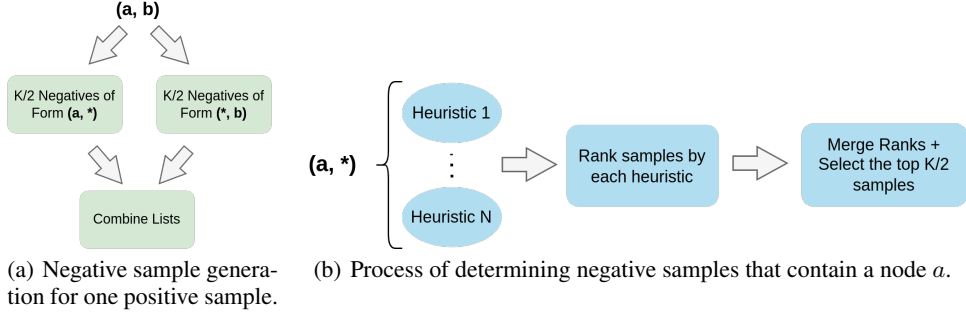 (a, b)
K/2 Negatives of
Form (a, *)
K/2 Negatives of
Form (*, b)
Combine Lists
(a) Negative sample genera-
tion for one positive sample.
(a, *)
Heuristic 1
Heuristic N
Rank samples by
each heuristic
Merge Ranks +
Select the top K/2
samples
(b) Process of determining negative samples that contain a node a.